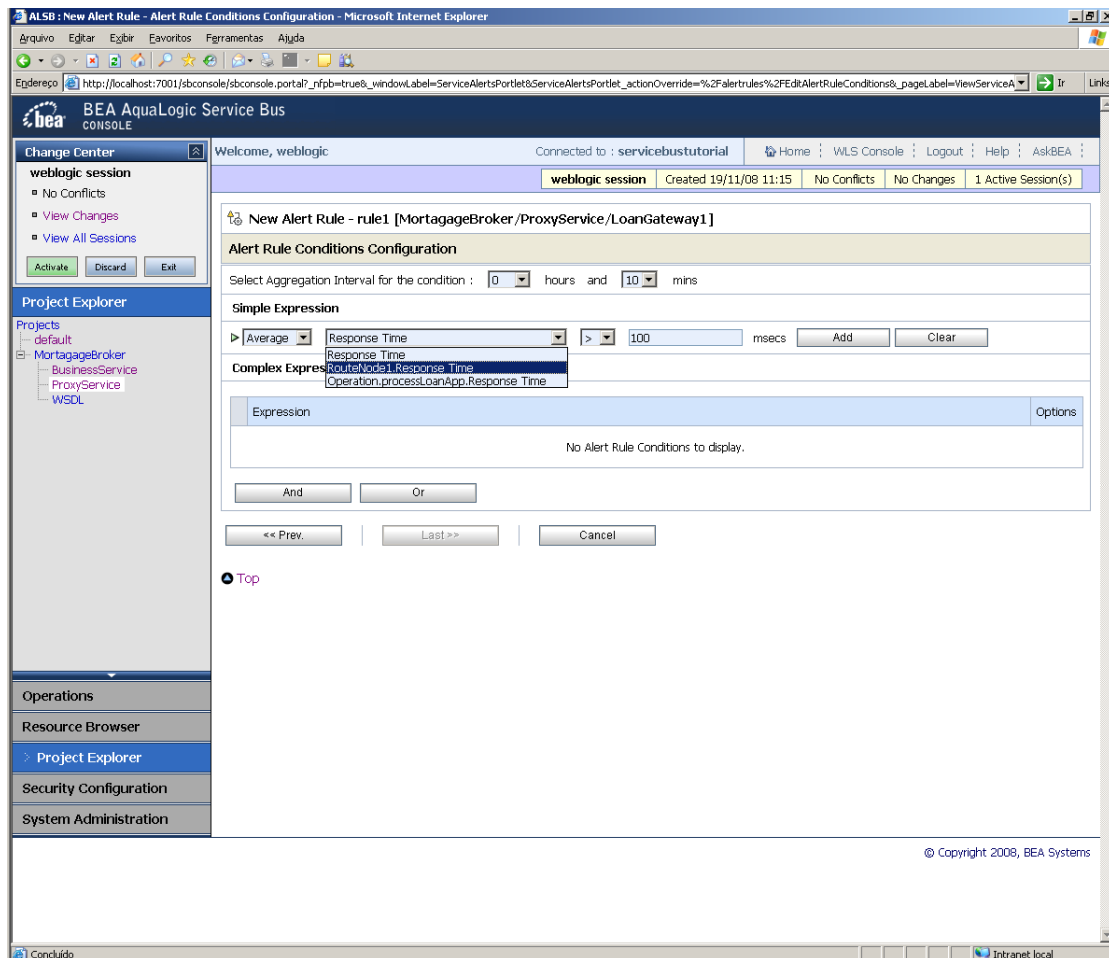 ALSB : New Alert Rule - Alert Rule Conditions Configuration - Microsoft Internet Explorer
Arquivo Editar Exibir Favoritos Ferramentas Ajuda
Endereço http://localhost:7001/sbconsole/sbconsole.portal?_nfpb=true&_windowLabel=ServiceAlertsPortlet&ServiceAlertsPortlet_actionOverride=%2Falertrules%2FEditAlertRuleConditions&_pageLabel=ViewServiceA Ir Links
bea BEA AquaLogic Service Bus
CONSOLE
Change Center
Welcome, weblogic Connected to : servicebustutorial Home WLS Console Logout Help AskBEA
weblogic session Created 19/11/08 11:15 No Conflicts No Changes 1 Active Session(s)
weblogic session
No Conflicts
View Changes
View All Sessions
Activate Discard Exit
Project Explorer
Projects
default
MortagageBroker
BusinessService
ProxyService
WSDL
New Alert Rule - rule1 [MortagageBroker/ProxyService/LoanGateway1]
Alert Rule Conditions Configuration
Select Aggregation Interval for the condition : 0 hours and 10 mins
Simple Expression
Average Response Time > 100 msecs Add Clear
Response Time
RouteNode1.Response Time
Operation.processLoanApp.Response Time
Complex Expres
Expression Options
No Alert Rule Conditions to display.
And Or
<< Prev. Last >> Cancel
Top
Operations
Resource Browser
> Project Explorer
Security Configuration
System Administration
© Copyright 2008, BEA Systems
Concluído Intranet local